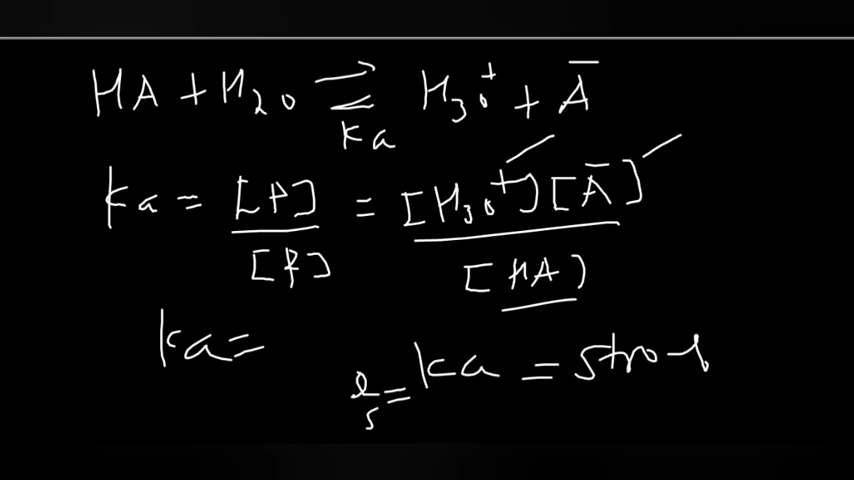 HA + H₂O ⇌ H₃O⁺ + A̅
Ka
Ka = [P]/[R] = [H₃O⁺][A̅]/[HA]
Ka =
l/s = Ka = strong